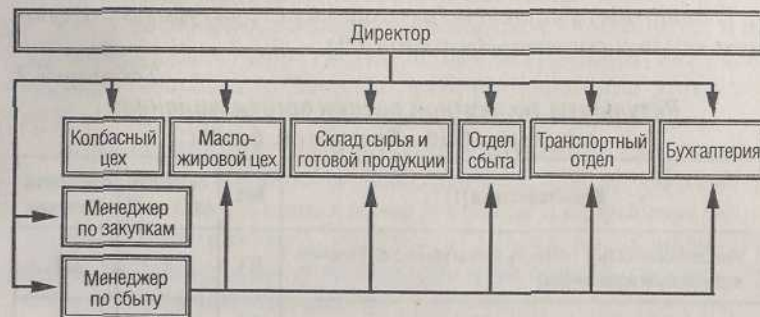 Директор
Колбасный
цех
Масло-
жировой цех
Склад сырья и
готовой продукции
Отдел
сбыта
Транспортный
отдел
Бухгалтерия
Менеджер
по закупкам
Менеджер
по сбыту